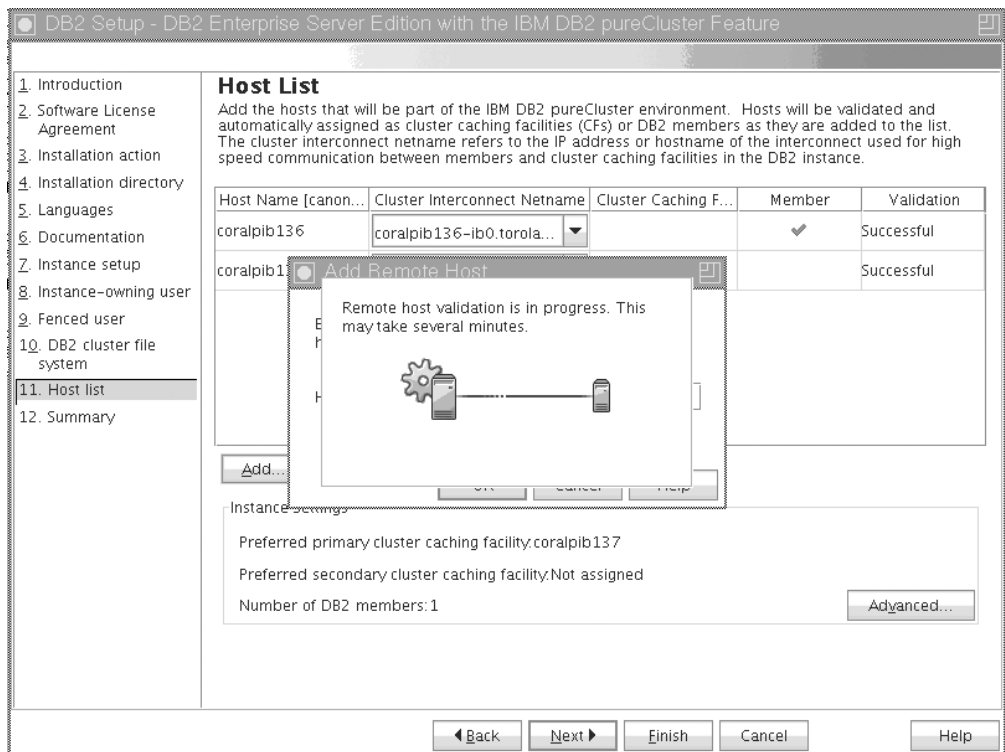 DB2 Setup - DB2 Enterprise Server Edition with the IBM DB2 pureCluster Feature
1. Introduction
2. Software License
Agreement
3. Installation action
4. Installation directory
5. Languages
6. Documentation
7. Instance setup
8. Instance-owning user
9. Fenced user
10. DB2 cluster file
system
11. Host list
12. Summary
Host List
Add the hosts that will be part of the IBM DB2 pureCluster environment. Hosts will be validated and
automatically assigned as cluster caching facilities (CFs) or DB2 members as they are added to the list.
The cluster interconnect netname refers to the IP address or hostname of the interconnect used for high
speed communication between members and cluster caching facilities in the DB2 instance.
Host Name [canon... Cluster Interconnect Netname Cluster Caching F... Member Validation
coralpib136 coralpib136-ib0.torola... Successful
coralpib1 Successful
Add Remote Host
Remote host validation is in progress. This
may take several minutes.
Add...
Instance Settings
Preferred primary cluster caching facility:coralpib137
Preferred secondary cluster caching facility:Not assigned
Number of DB2 members:1
Advanced...
Back Next Finish Cancel Help